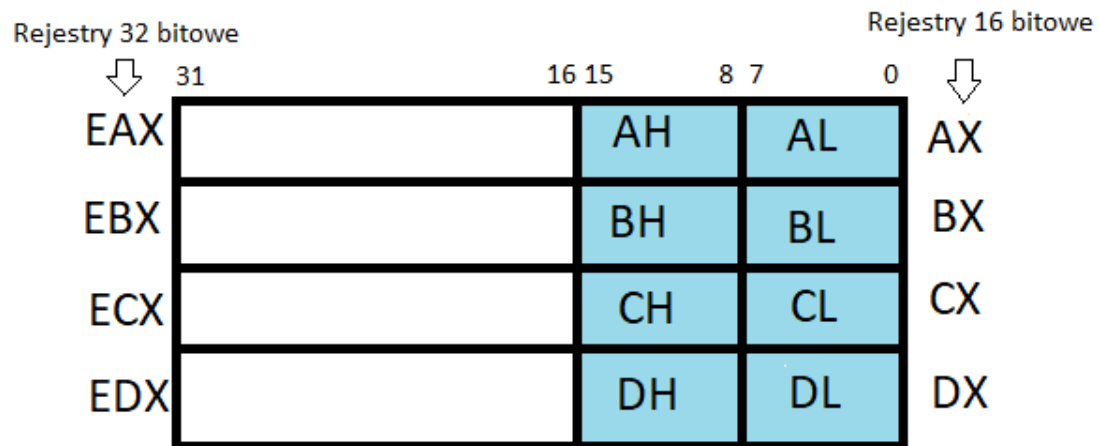 Rejestry 32 bitowe
Rejestry 16 bitowe
31 16 15 8 7 0
EAX AH AL AX
EBX BH BL BX
ECX CH CL CX
EDX DH DL DX